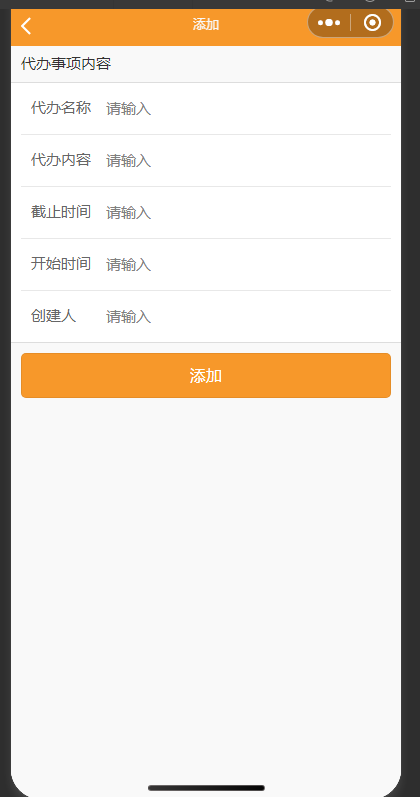 添加
代办事项内容
代办名称 请输入
代办内容 请输入
截止时间 请输入
开始时间 请输入
创建人 请输入
添加